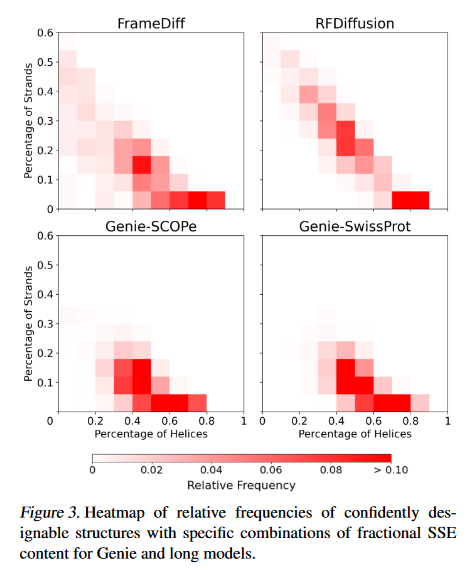 FrameDiff
RFDiffusion
0.6
0.5
0.4
0.3
0.2
0.1
0
Percentage of Strands
Genie-SCOPe
Genie-SwissProt
0.6
0.5
0.4
0.3
0.2
0.1
Percentage of Strands
0 0.2 0.4 0.6 0.8 1
0 0.2 0.4 0.6 0.8 1
Percentage of Helices
Percentage of Helices
0 0.02 0.04 0.06 0.08 > 0.10
Relative Frequency
Figure 3. Heatmap of relative frequencies of confidently des-
ignable structures with specific combinations of fractional SSE
content for Genie and long models.